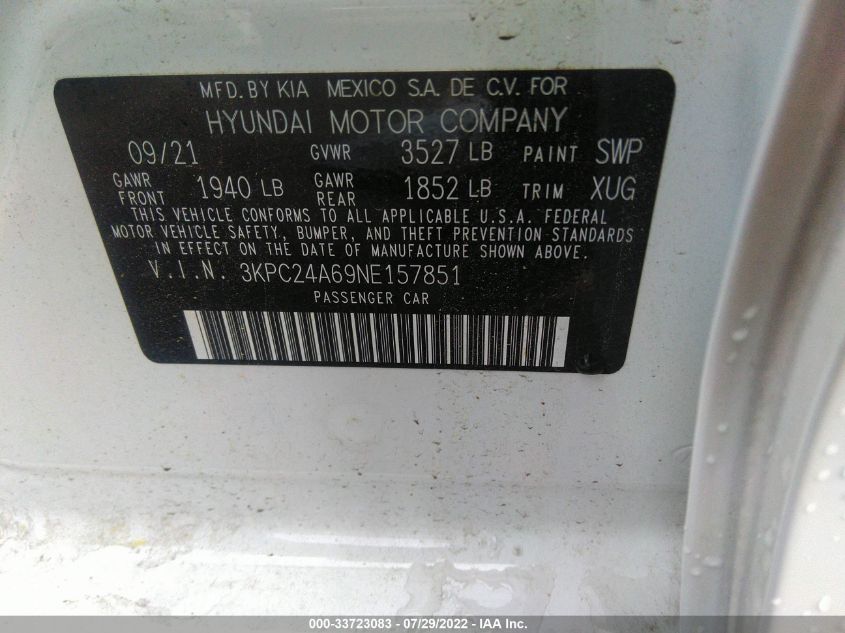 MFD. BY KIA MEXICO S.A. DE C.V. FOR
HYUNDAI MOTOR COMPANY
09/21 GVWR 3527 LB PAINT SWP
GAWR FRONT 1940 LB GAWR REAR 1852 LB TRIM XUG
THIS VEHICLE CONFORMS TO ALL APPLICABLE U.S.A. FEDERAL
MOTOR VEHICLE SAFETY, BUMPER, AND THEFT PREVENTION STANDARDS
IN EFFECT ON THE DATE OF MANUFACTURE SHOWN ABOVE.
V.I.N. 3KPC24A69NE157851
PASSENGER CAR
000-33723083 - 07/29/2022 - IAA Inc.